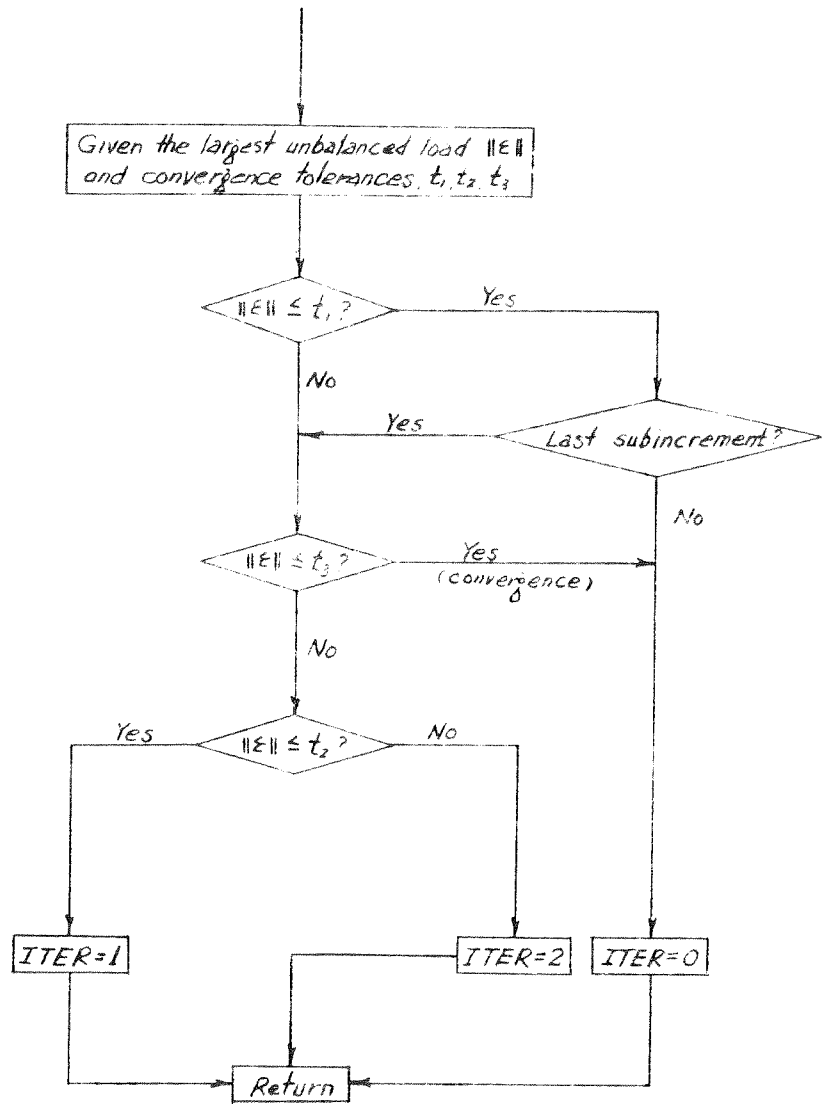 Given the largest unbalanced load ‖ε‖
and convergence tolerances, t₁, t₂, t₃
‖ε‖ ≤ t₁?
Yes
No
Yes
Last subincrement?
No
‖ε‖ ≤ t₃?
Yes
(convergence)
No
Yes
‖ε‖ ≤ t₂?
No
ITER=1
ITER=2
ITER=0
Return